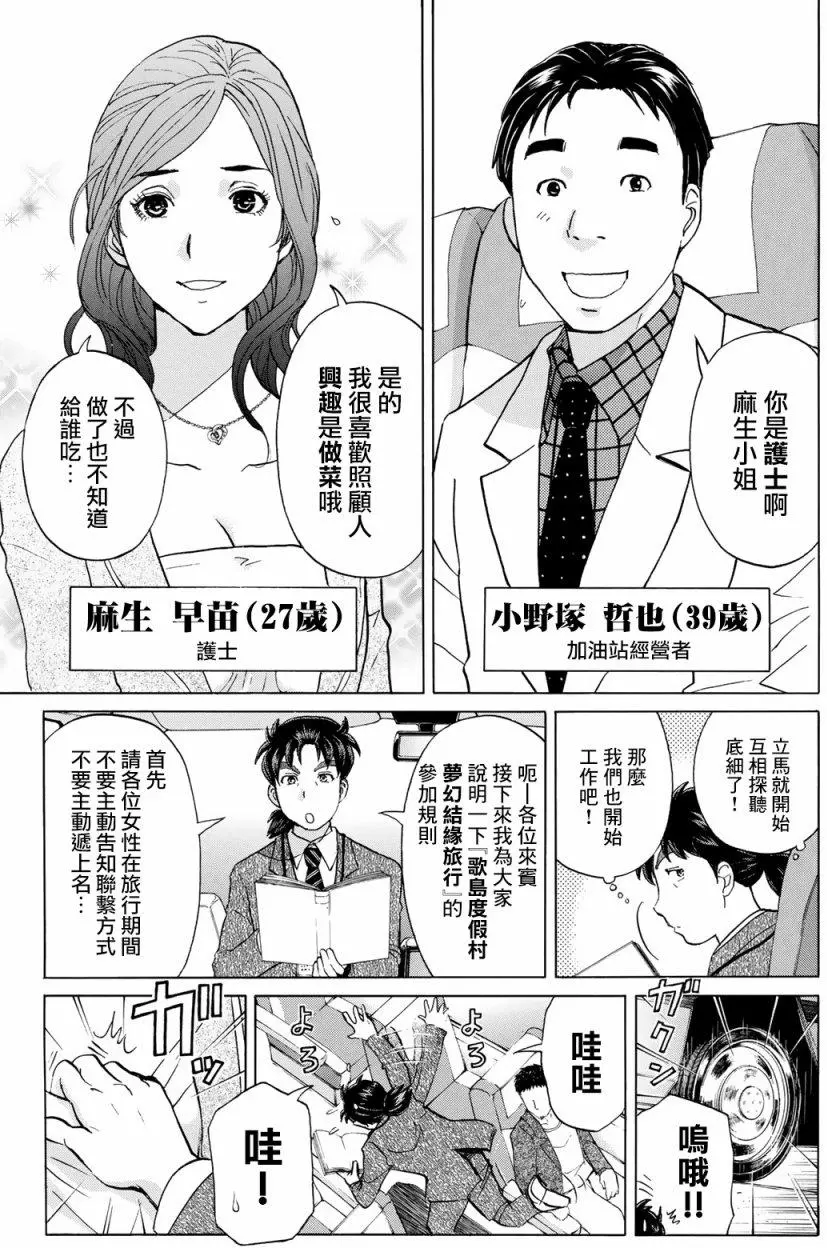 你是護士啊
麻生小姐
小野塚 哲也(39歲)
加油站經營者
是的
我很喜歡照顧人
興趣是做菜哦
不過
做了也不知道
給誰吃…
麻生 早苗(27歲)
護士
立馬就開始
互相探聽
底細了!
那麼
我們也開始
工作吧!
呃—各位來賓
接下來我為大家
說明一下『歌島度假村
夢幻結緣旅行』的
參加規則
首先
請各位女性在旅行期間
不要主動告知聯繫方式
不要主動遞上名…
ガクン
嗚哦!!
哇哇
よろ
よろ
哇!
ガッ